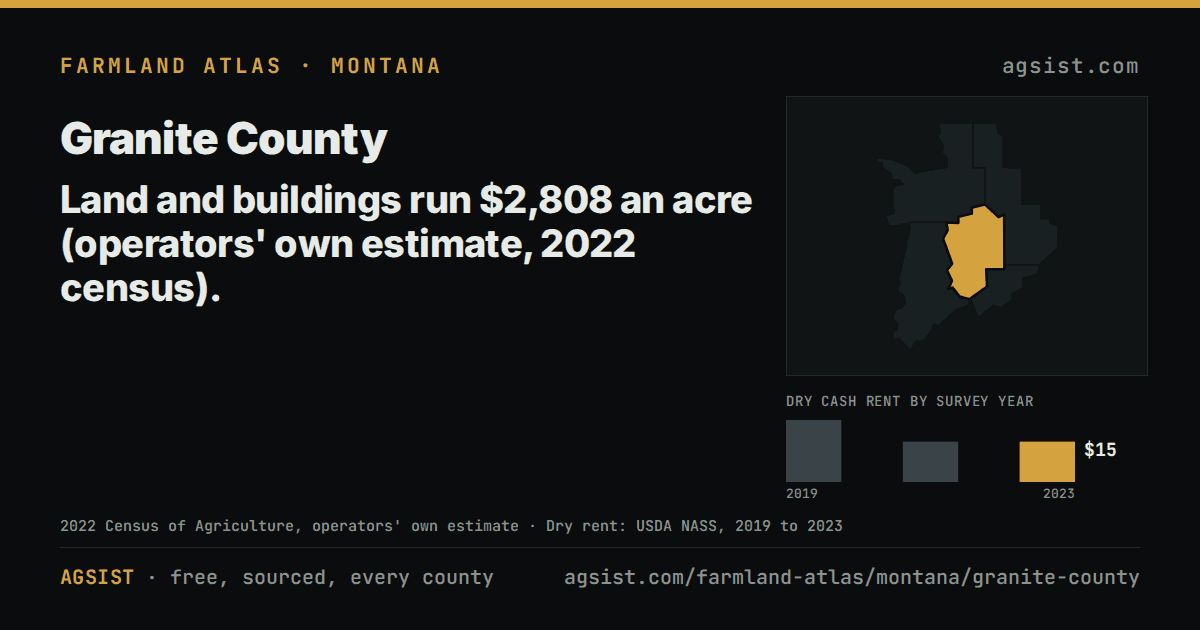 FARMLAND ATLAS · MONTANA
agsist.com
Granite County
Land and buildings run $2,808 an acre
(operators' own estimate, 2022
census).
DRY CASH RENT BY SURVEY YEAR
$15
2019
2023
2022 Census of Agriculture, operators' own estimate · Dry rent: USDA NASS, 2019 to 2023
AGSIST · free, sourced, every county
agsist.com/farmland-atlas/montana/granite-county